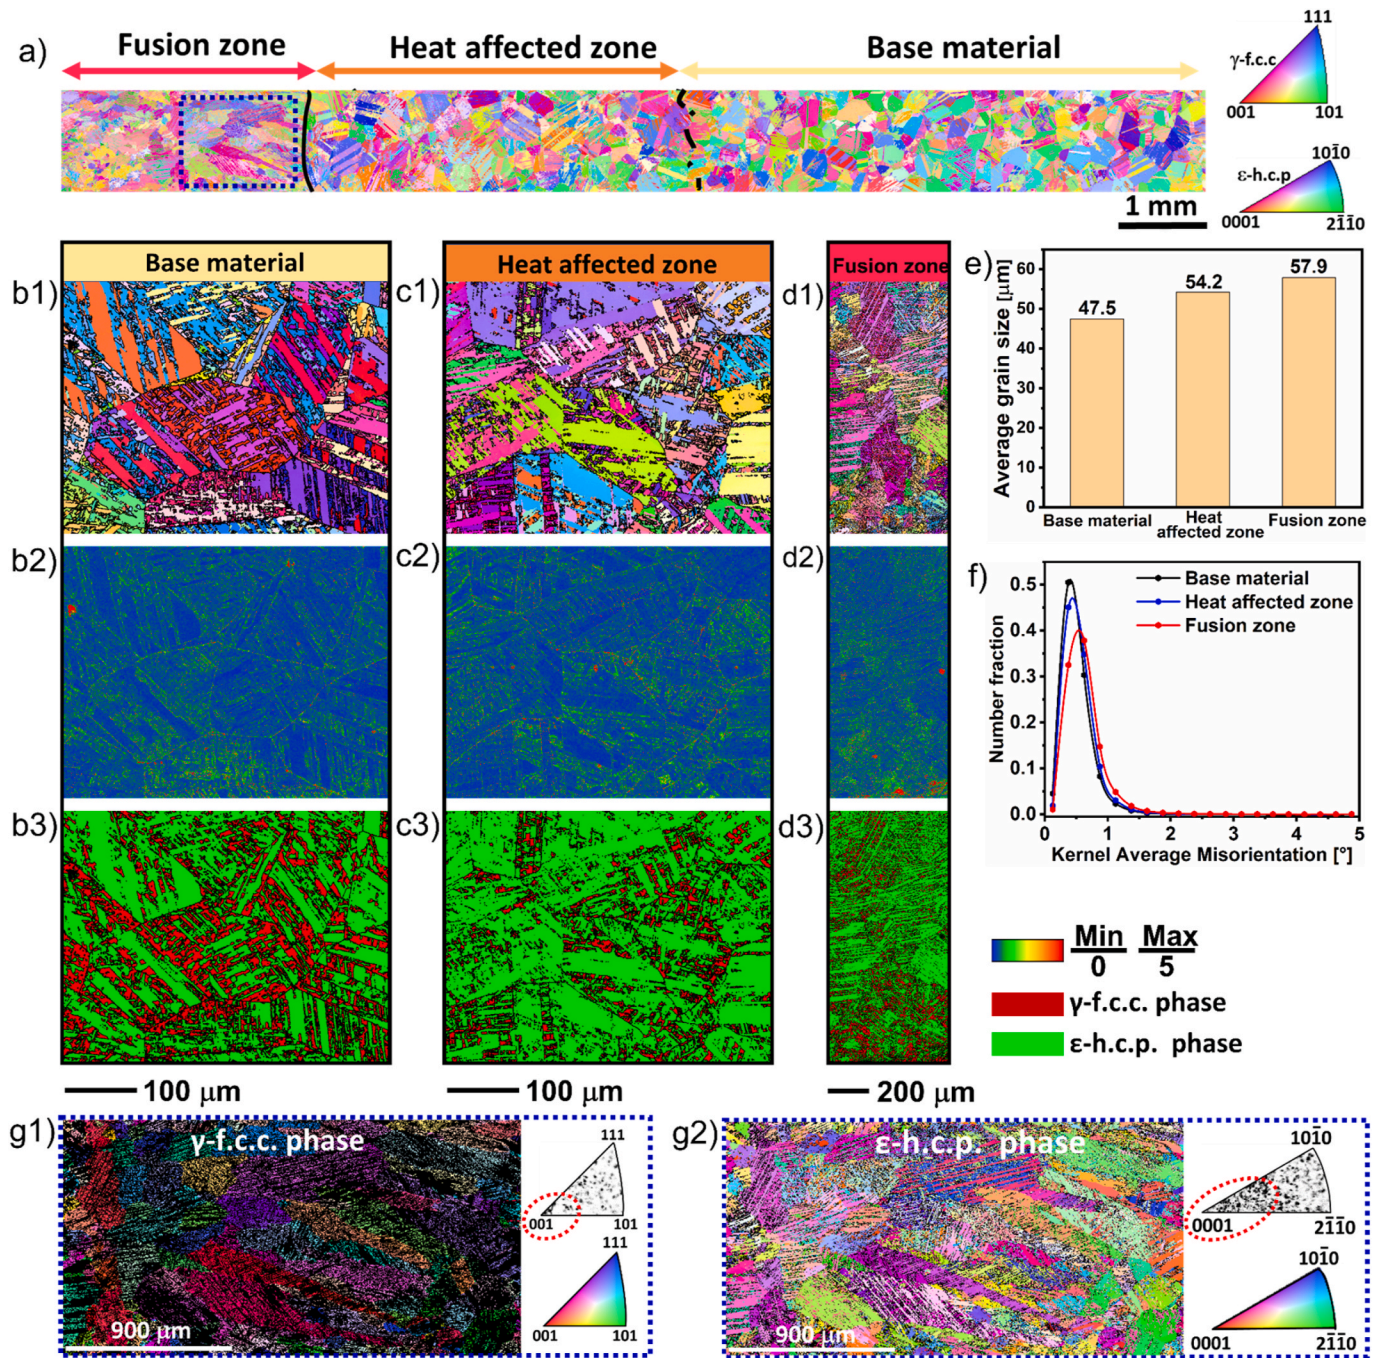 a)
Fusion zone
Heat affected zone
Base material
111
γ-f.c.c
001
101
101̄0
ε-h.c.p
0001
21̄1̄0
1 mm
Base material
Heat affected zone
Fusion zone
b1)
c1)
d1)
b2)
c2)
d2)
b3)
c3)
d3)
100 μm
100 μm
200 μm
e)
Average grain size [μm]
60
50
40
30
20
10
0
47.5
54.2
57.9
Base material
Heat
affected zone
Fusion zone
f)
Number fraction
0.5
0.4
0.3
0.2
0.1
0.0
Base material
Heat affected zone
Fusion zone
0 1 2 3 4 5
Kernel Average Misorientation [°]
Min Max
0 5
γ-f.c.c. phase
ε-h.c.p. phase
g1)
γ-f.c.c. phase
900 μm
111
001
101
111
001
101
g2)
ε-h.c.p. phase
900 μm
101̄0
0001
21̄1̄0
101̄0
0001
21̄1̄0